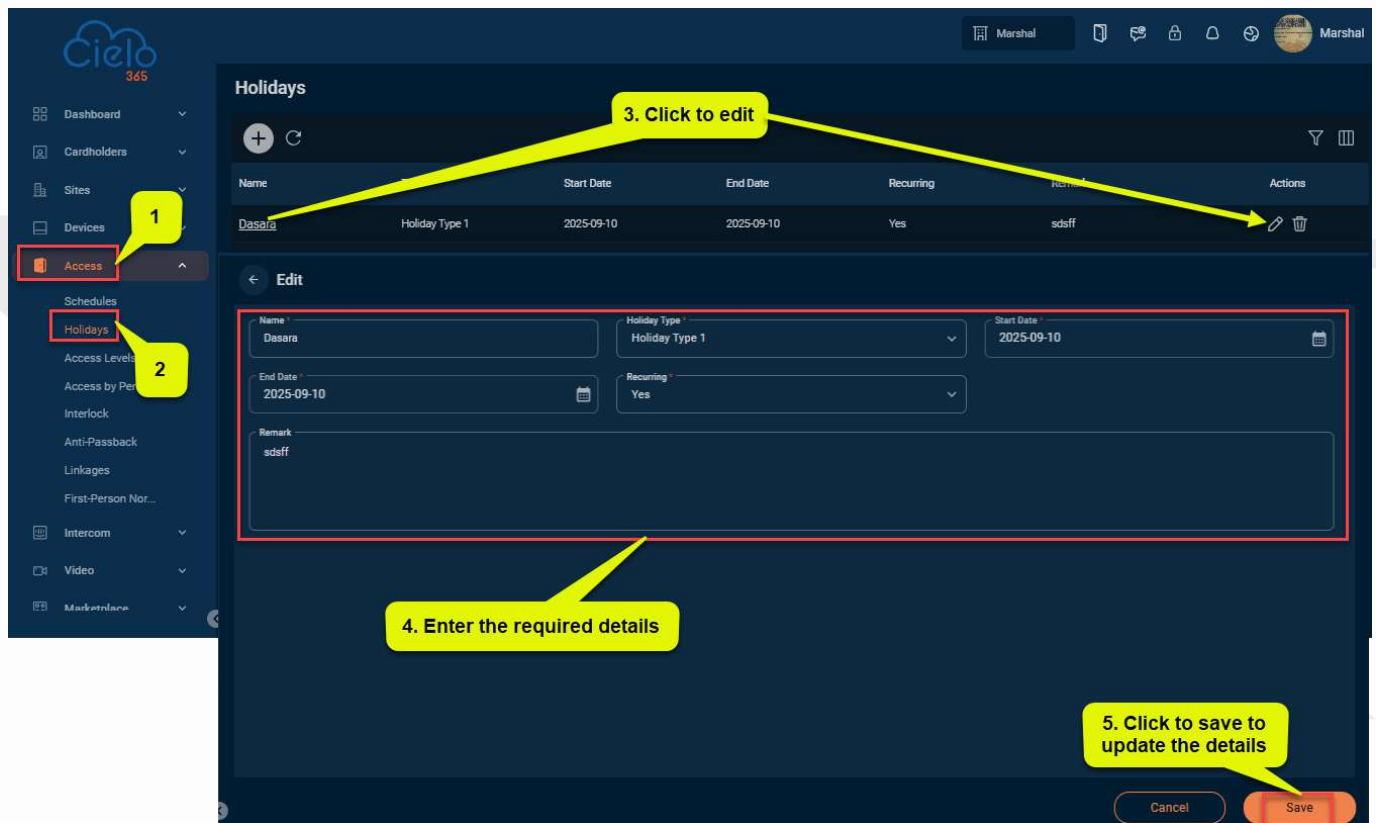 Cielo
365
Marshal
Marshal
Holidays
3. Click to edit
Dashboard
Cardholders
Sites
Devices
1
Access
Schedules
Holidays
Access Levels
2
Access by Per
Interlock
Anti-Passback
Linkages
First-Person Nor...
Intercom
Video
Marketplace
Name
Start Date
End Date
Recurring
Remark
Actions
Dasara
Holiday Type 1
2025-09-10
2025-09-10
Yes
sdsff
Edit
Name *
Dasara
Holiday Type *
Holiday Type 1
Start Date *
2025-09-10
End Date *
2025-09-10
Recurring *
Yes
Remark
sdsff
4. Enter the required details
5. Click to save to
update the details
Cancel
Save